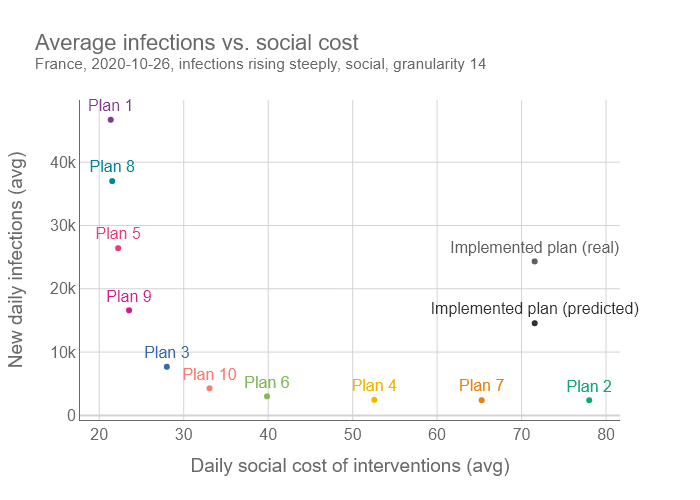 Average infections vs. social cost
France, 2020-10-26, infections rising steeply, social, granularity 14
New daily infections (avg)
40k
30k
20k
10k
0
Plan 1
Plan 8
Plan 5
Implemented plan (real)
Plan 9
Implemented plan (predicted)
Plan 3
Plan 10
Plan 6
Plan 4
Plan 7
Plan 2
20
30
40
50
60
70
80
Daily social cost of interventions (avg)